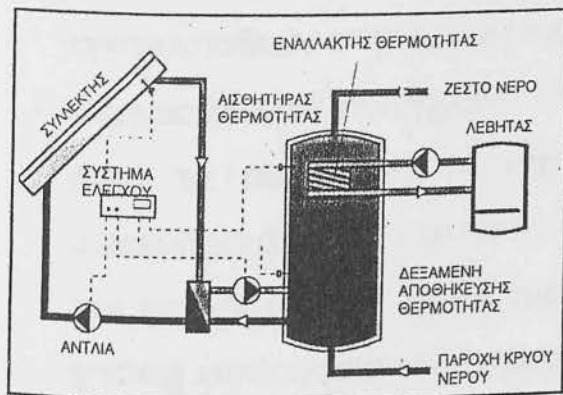 ΕΝΑΛΛΑΚΤΗΣ ΘΕΡΜΟΤΗΤΑΣ
ΣΥΛΛΕΚΤΗΣ
ΑΙΣΘΗΤΗΡΑΣ
ΘΕΡΜΟΤΗΤΑΣ
ΖΕΣΤΟ ΝΕΡΟ
ΛΕΒΗΤΑΣ
ΣΥΣΤΗΜΑ
ΕΛΕΓΧΟΥ
ΔΕΞΑΜΕΝΗ
ΑΠΟΘΗΚΕΥΣΗΣ
ΘΕΡΜΟΤΗΤΑΣ
ΑΝΤΛΙΑ
ΠΑΡΟΧΗ ΚΡΥΟΥ
ΝΕΡΟΥ